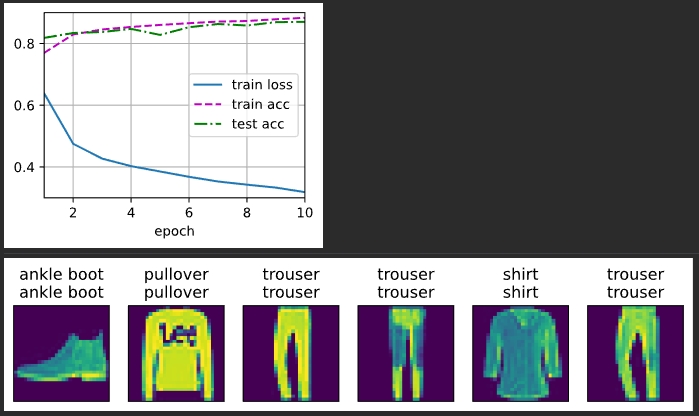 0.8
0.6
0.4
train loss
train acc
test acc
2 4 6 8 10
epoch
ankle boot pullover trouser trouser shirt trouser
ankle boot pullover trouser trouser shirt trouser
Lee